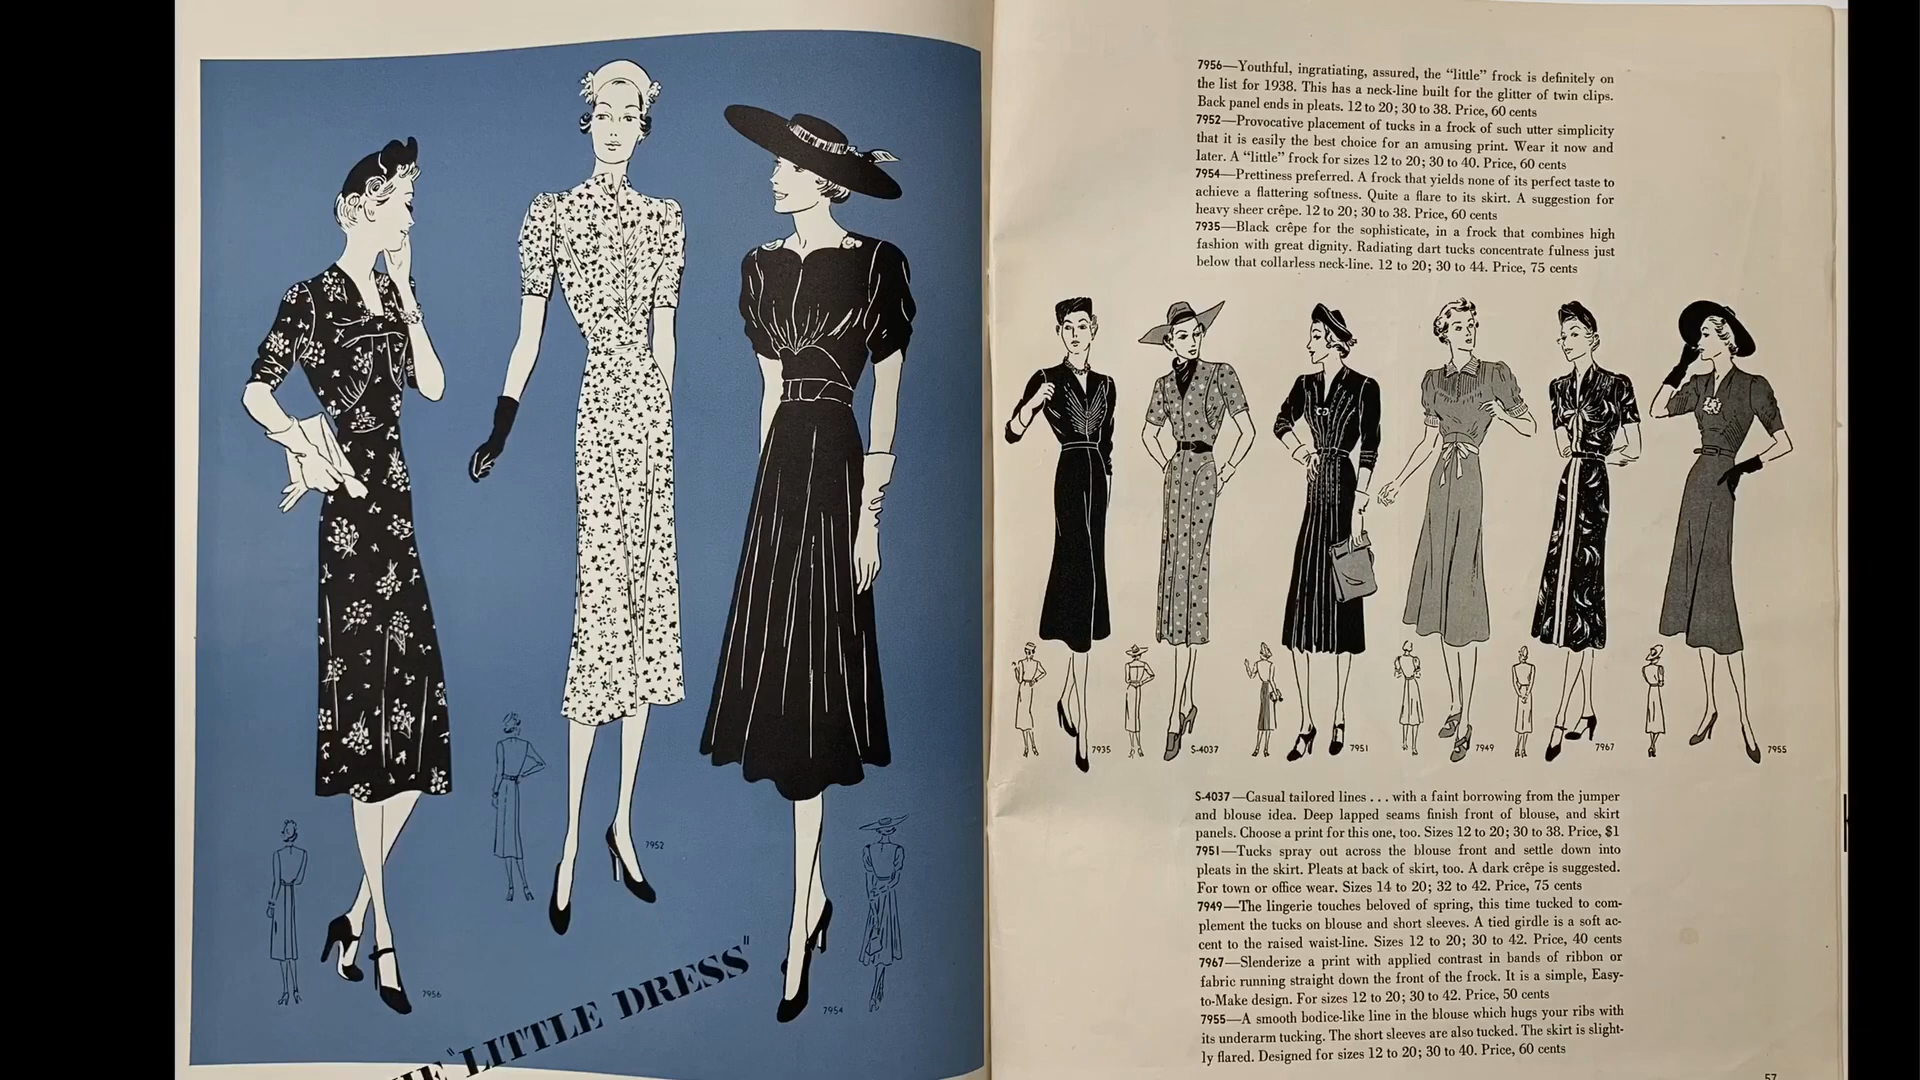 7956
7952
7954
HE "LITTLE DRESS"
7956—Youthful, ingratiating, assured, the “little” frock is definitely on
the list for 1938. This has a neck-line built for the glitter of twin clips.
Back panel ends in pleats. 12 to 20; 30 to 38. Price, 60 cents
7952—Provocative placement of tucks in a frock of such utter simplicity
that it is easily the best choice for an amusing print. Wear it now and
later. A “little” frock for sizes 12 to 20; 30 to 40. Price, 60 cents
7954—Prettiness preferred. A frock that yields none of its perfect taste to
achieve a flattering softness. Quite a flare to its skirt. A suggestion for
heavy sheer crêpe. 12 to 20; 30 to 38. Price, 60 cents
7935—Black crêpe for the sophisticate, in a frock that combines high
fashion with great dignity. Radiating dart tucks concentrate fulness just
below that collarless neck-line. 12 to 20; 30 to 44. Price, 75 cents
7935
S-4037
7951
7949
7967
7955
S-4037—Casual tailored lines . . . with a faint borrowing from the jumper
and blouse idea. Deep lapped seams finish front of blouse, and skirt
panels. Choose a print for this one, too. Sizes 12 to 20; 30 to 38. Price, $1
7951—Tucks spray out across the blouse front and settle down into
pleats in the skirt. Pleats at back of skirt, too. A dark crêpe is suggested.
For town or office wear. Sizes 14 to 20; 32 to 42. Price, 75 cents
7949—The lingerie touches beloved of spring, this time tucked to com-
plement the tucks on blouse and short sleeves. A tied girdle is a soft ac-
cent to the raised waist-line. Sizes 12 to 20; 30 to 42. Price, 40 cents
7967—Slenderize a print with applied contrast in bands of ribbon or
fabric running straight down the front of the frock. It is a simple, Easy-
to-Make design. For sizes 12 to 20; 30 to 42. Price, 50 cents
7955—A smooth bodice-like line in the blouse which hugs your ribs with
its underarm tucking. The short sleeves are also tucked. The skirt is slight-
ly flared. Designed for sizes 12 to 20; 30 to 40. Price, 60 cents
57